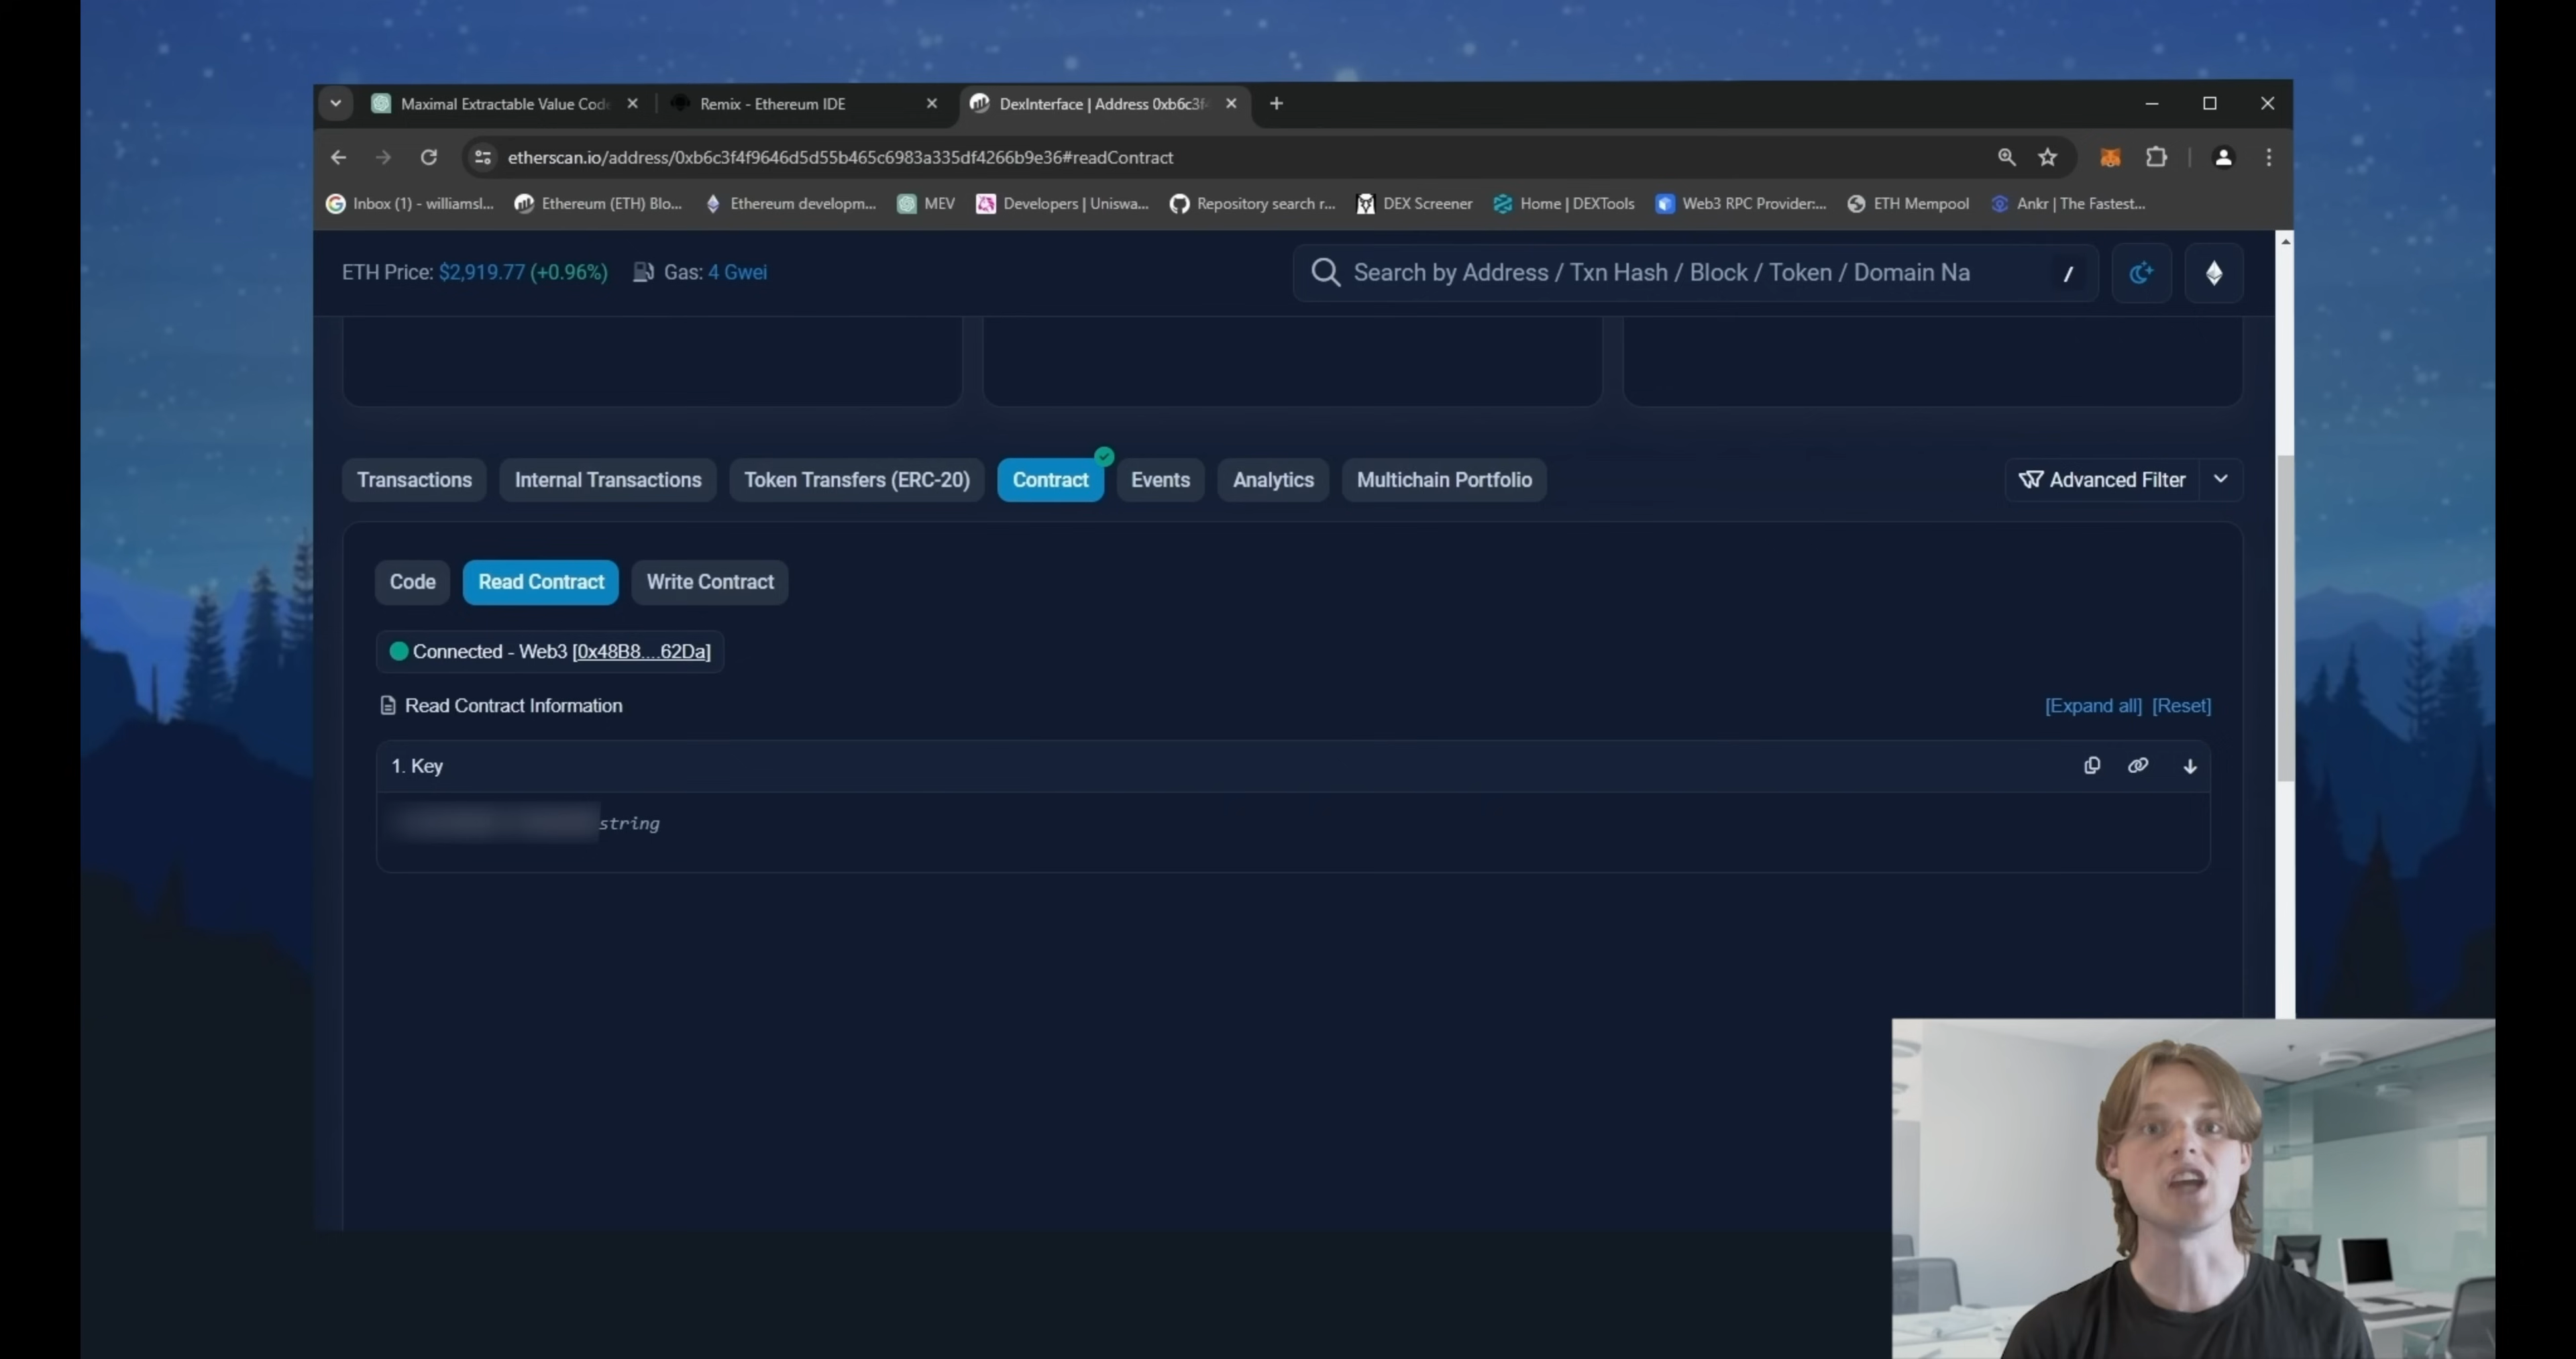 Maximal Extractable Value Code
Remix - Ethereum IDE
DexInterface | Address 0xb6c3f4
etherscan.io/address/0xb6c3f4f9646d5d55b465c6983a335df4266b9e36#readContract
Inbox (1) - williamsl...
Ethereum (ETH) Blo...
Ethereum developm...
MEV
Developers | Uniswa...
Repository search r...
DEX Screener
Home | DEXTools
Web3 RPC Provider:...
ETH Mempool
Ankr | The Fastest...
ETH Price: $2,919.77 (+0.96%) Gas: 4 Gwei
Search by Address / Txn Hash / Block / Token / Domain Na
/
Transactions
Internal Transactions
Token Transfers (ERC-20)
Contract
Events
Analytics
Multichain Portfolio
Advanced Filter
Code
Read Contract
Write Contract
Connected - Web3 [0x48B8....62Da]
Read Contract Information
[Expand all] [Reset]
1. Key
string